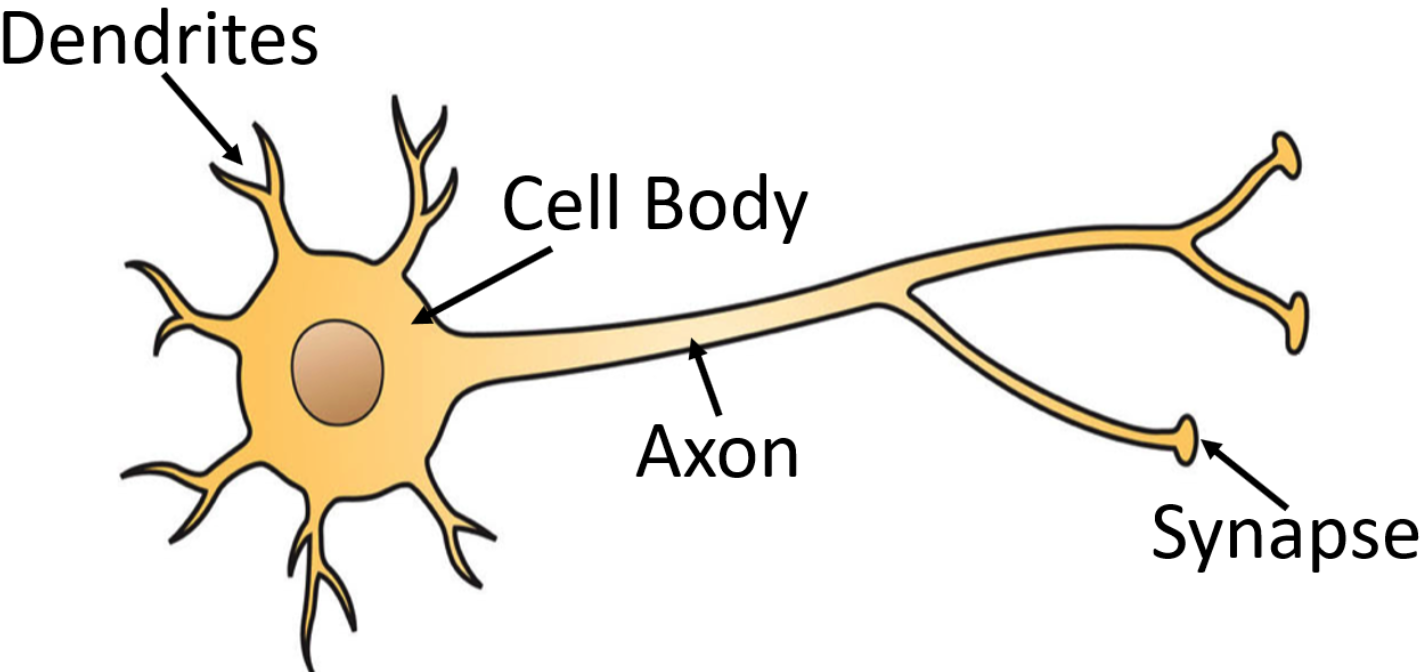 Dendrites
Cell Body
Axon
Synapse